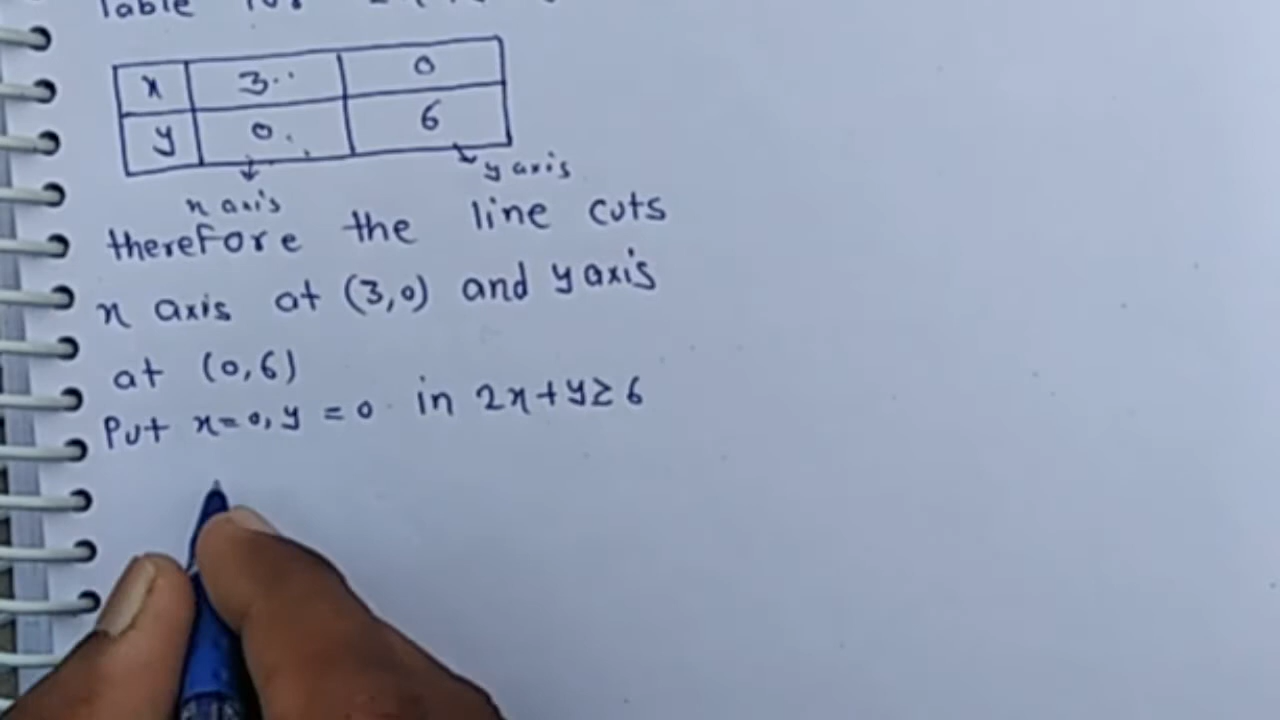 Table
x 3 0
y 0 6
x axis y axis
therefore the line cuts
x axis at (3,0) and y axis
at (0,6)
Put x=0, y=0 in 2x+y≥6